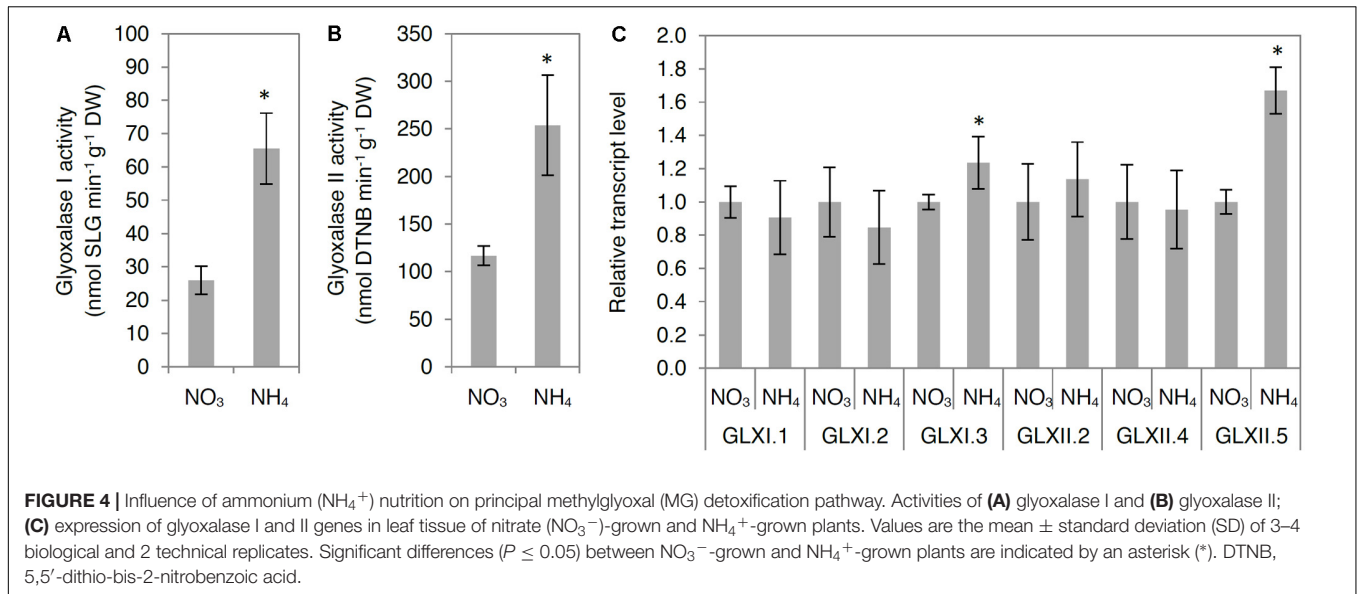 A
100
90
80
70
60
50
40
30
20
10
0
Glyoxalase I activity
(nmol SLG min-1 g-1 DW)
*
NO3
NH4
B
350
300
250
200
150
100
50
0
Glyoxalase II activity
(nmol DTNB min-1 g-1 DW)
*
NO3
NH4
C
2.0
1.8
1.6
1.4
1.2
1.0
0.8
0.6
0.4
0.2
0.0
Relative transcript level
*
*
NO3 NH4 NO3 NH4 NO3 NH4 NO3 NH4 NO3 NH4 NO3 NH4
GLXI.1 GLXI.2 GLXI.3 GLXII.2 GLXII.4 GLXII.5
FIGURE 4 | Influence of ammonium (NH4+) nutrition on principal methylglyoxal (MG) detoxification pathway. Activities of (A) glyoxalase I and (B) glyoxalase II;
(C) expression of glyoxalase I and II genes in leaf tissue of nitrate (NO3−)-grown and NH4+-grown plants. Values are the mean ± standard deviation (SD) of 3–4
biological and 2 technical replicates. Significant differences (P ≤ 0.05) between NO3−-grown and NH4+-grown plants are indicated by an asterisk (*). DTNB,
5,5′-dithio-bis-2-nitrobenzoic acid.